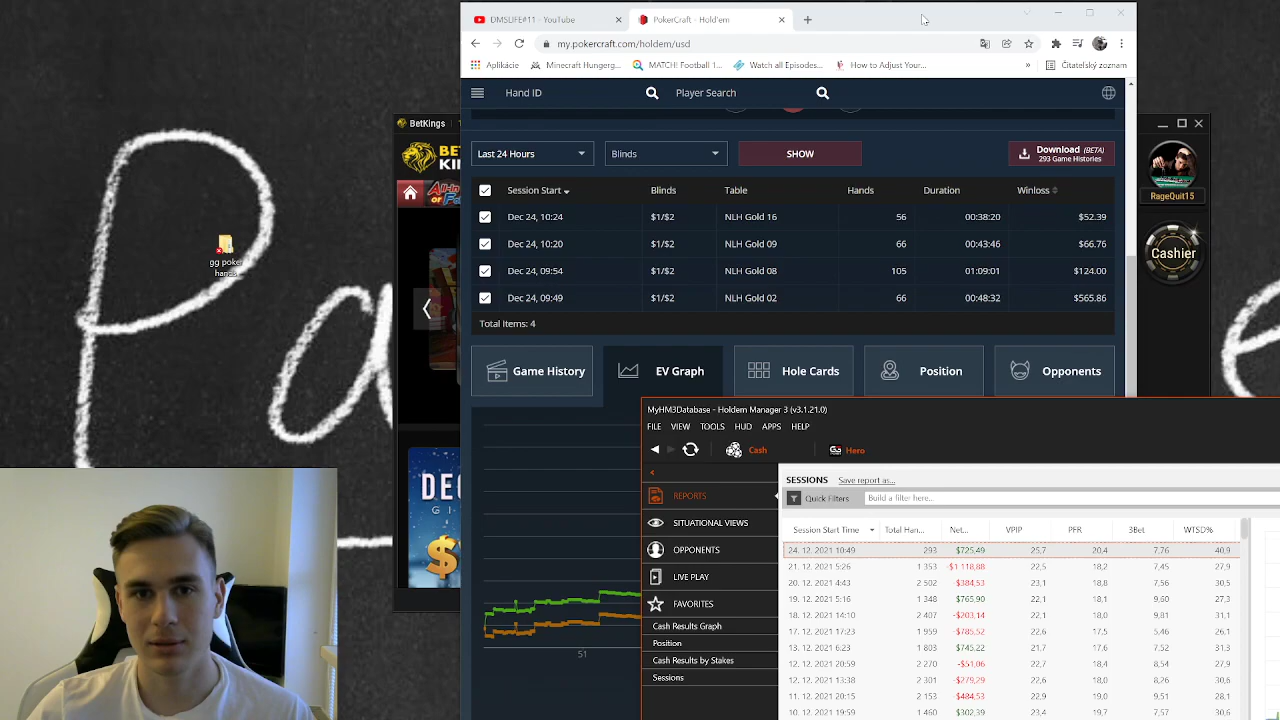 DMSLIFE#11 - YouTube
PokerCraft - Hold'em
my.pokercraft.com/holdem/usd
Aplikácie
Minecraft Hungerg...
MATCH! Football 1...
Watch all Episodes...
How to Adjust Your...
»
Čitateľský zoznam
Hand ID
Player Search
BetKings
Last 24 Hours
Blinds
SHOW
Download (BETA)
293 Game Histories
Session Start Blinds Table Hands Duration Winloss
Dec 24, 10:24 $1/$2 NLH Gold 16 56 00:38:20 $52.39
Dec 24, 10:20 $1/$2 NLH Gold 09 66 00:43:46 $66.76
Dec 24, 09:54 $1/$2 NLH Gold 08 105 01:09:01 $124.00
Dec 24, 09:49 $1/$2 NLH Gold 02 66 00:48:32 $565.86
Total Items: 4
RageQuit15
Cashier
gg poker
hands
Game History
EV Graph
Hole Cards
Position
Opponents
51
MyHM3Database - Holdem Manager 3 (v3.1.21.0)
FILE VIEW TOOLS HUD APPS HELP
Cash
Hero
REPORTS
SITUATIONAL VIEWS
OPPONENTS
LIVE PLAY
FAVORITES
Cash Results Graph
Position
Cash Results by Stakes
Sessions
SESSIONS Save report as...
Quick Filters Build a filter here...
Session Start Time Total Han... Net... VPIP PFR 3Bet WTSD%
24. 12. 2021 10:49 293 $725,49 25,7 20,4 7,76 40,9
21. 12. 2021 5:26 1 353 -$1 118,88 22,5 18,2 7,45 27,9
20. 12. 2021 4:43 2 502 $384,53 23,1 18,8 7,56 30,5
19. 12. 2021 5:16 1 348 $765,90 22,1 18,1 9,60 27,3
18. 12. 2021 14:10 2 407 -$203,14 22,1 18,0 9,81 31,1
17. 12. 2021 17:23 1 959 -$785,52 22,6 17,5 5,46 26,1
13. 12. 2021 6:23 1 803 $745,22 21,7 17,6 7,52 31,3
12. 12. 2021 20:59 2 270 -$51,06 22,7 18,4 8,54 27,9
12. 12. 2021 13:38 2 301 -$279,29 22,6 18,0 8,06 30,6
11. 12. 2021 20:15 2 153 -$484,53 22,9 19,0 9,51 28,1
10. 12. 2021 19:59 1 460 $302,39 23,4 19,7 7,57 30,6